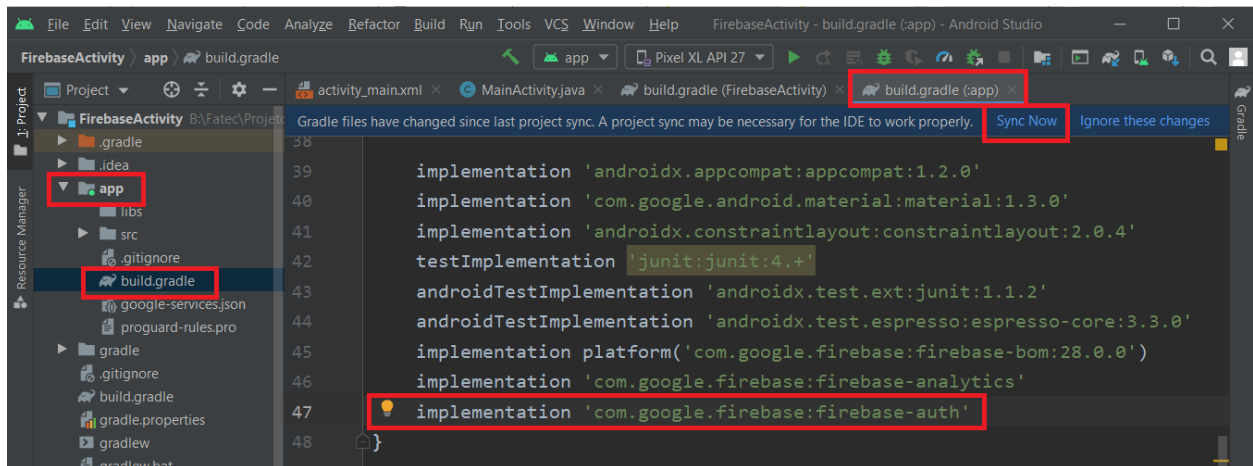 File Edit View Navigate Code Analyze Refactor Build Run Tools VCS Window Help FirebaseActivity - build.gradle (:app) - Android Studio
FirebaseActivity app build.gradle app Pixel XL API 27
Project activity_main.xml MainActivity.java build.gradle (FirebaseActivity) build.gradle (:app)
1: Project
Resource Manager
Gradle
FirebaseActivity B:\Fatec\Projeto
.gradle
.idea
app
libs
src
.gitignore
build.gradle
google-services.json
proguard-rules.pro
gradle
.gitignore
build.gradle
gradle.properties
gradlew
gradlew.bat
Gradle files have changed since last project sync. A project sync may be necessary for the IDE to work properly. Sync Now Ignore these changes
38
39 implementation 'androidx.appcompat:appcompat:1.2.0'
40 implementation 'com.google.android.material:material:1.3.0'
41 implementation 'androidx.constraintlayout:constraintlayout:2.0.4'
42 testImplementation 'junit:junit:4.+'
43 androidTestImplementation 'androidx.test.ext:junit:1.1.2'
44 androidTestImplementation 'androidx.test.espresso:espresso-core:3.3.0'
45 implementation platform('com.google.firebase:firebase-bom:28.0.0')
46 implementation 'com.google.firebase:firebase-analytics'
47 implementation 'com.google.firebase:firebase-auth'
48 }